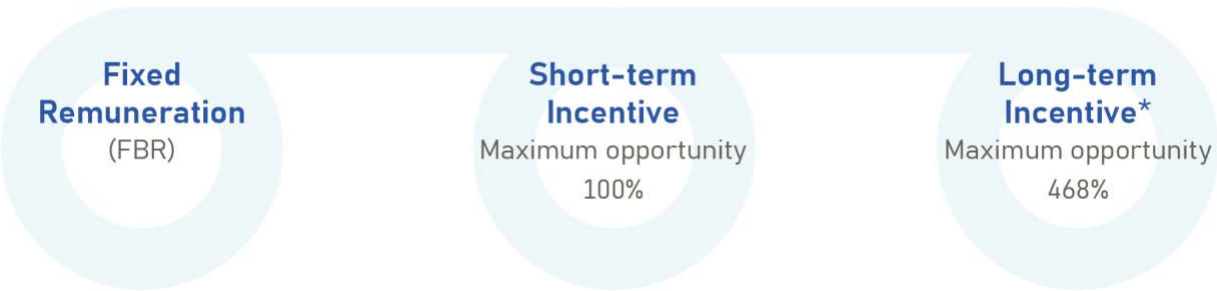 Fixed
Remuneration
(FBR)
Short-term
Incentive
Maximum opportunity
100%
Long-term
Incentive*
Maximum opportunity
468%